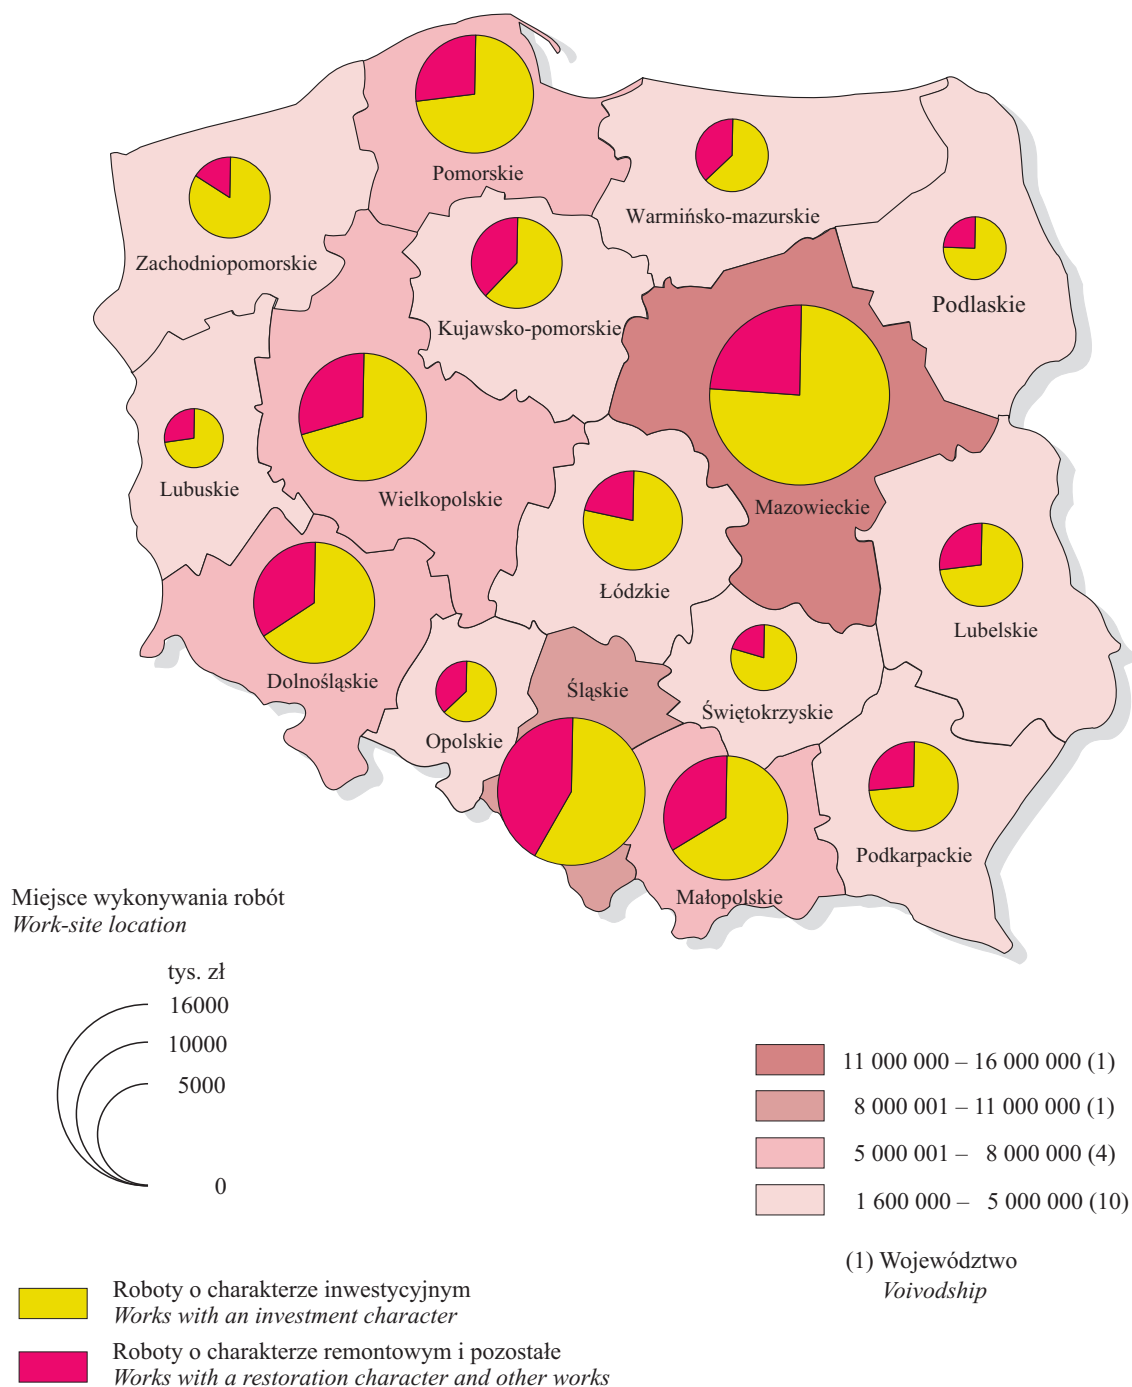 Pomorskie
Warmińsko-mazurskie
Zachodniopomorskie
Podlaskie
Kujawsko-pomorskie
Lubuskie
Wielkopolskie
Mazowieckie
Łódzkie
Lubelskie
Dolnośląskie
Śląskie
Świętokrzyskie
Opolskie
Podkarpackie
Małopolskie
Miejsce wykonywania robót
Work-site location
tys. zł
16000
10000
5000
0
11 000 000 – 16 000 000 (1)
8 000 001 – 11 000 000 (1)
5 000 001 – 8 000 000 (4)
1 600 000 – 5 000 000 (10)
(1) Województwo
Voivodship
Roboty o charakterze inwestycyjnym
Works with an investment character
Roboty o charakterze remontowym i pozostałe
Works with a restoration character and other works